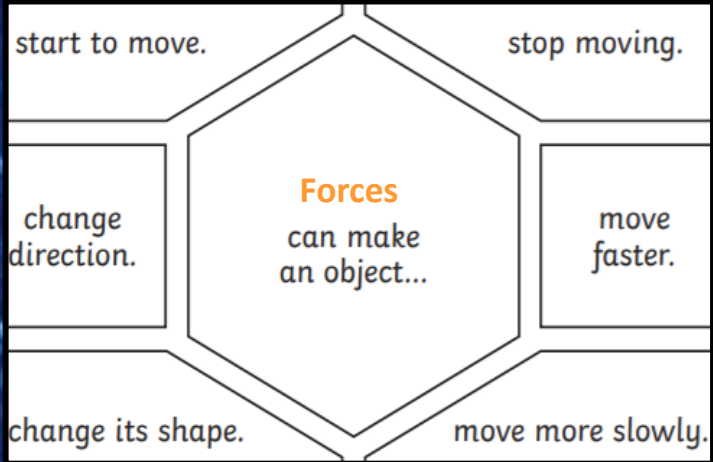 start to move.
stop moving.
Forces
can make
an object...
change
direction.
move
faster.
change its shape.
move more slowly.